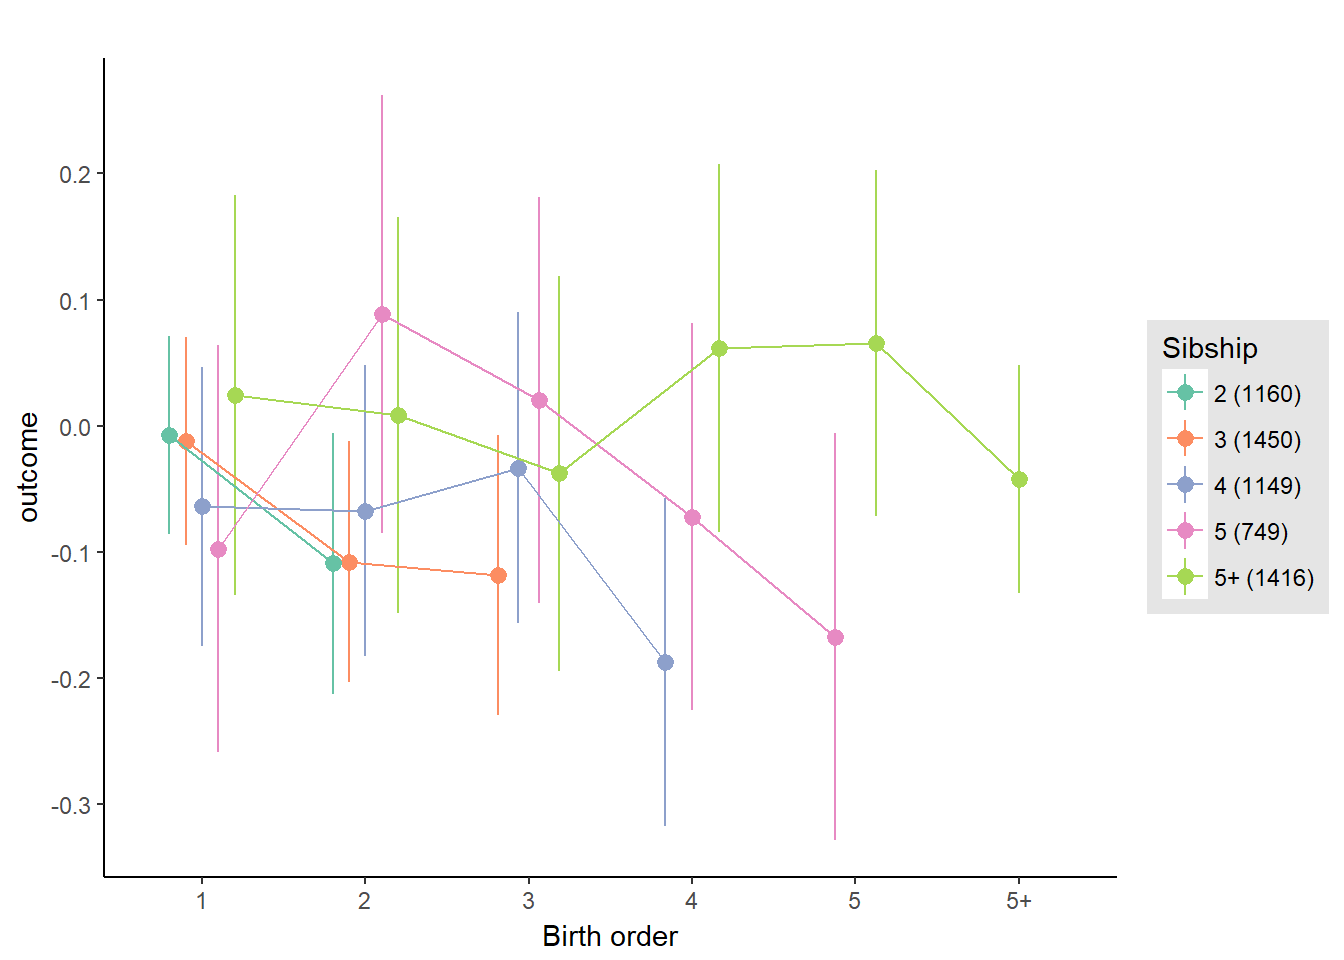 0.2
0.1
0.0
-0.1
-0.2
-0.3
outcome
1 2 3 4 5 5+
Birth order
Sibship
2 (1160)
3 (1450)
4 (1149)
5 (749)
5+ (1416)